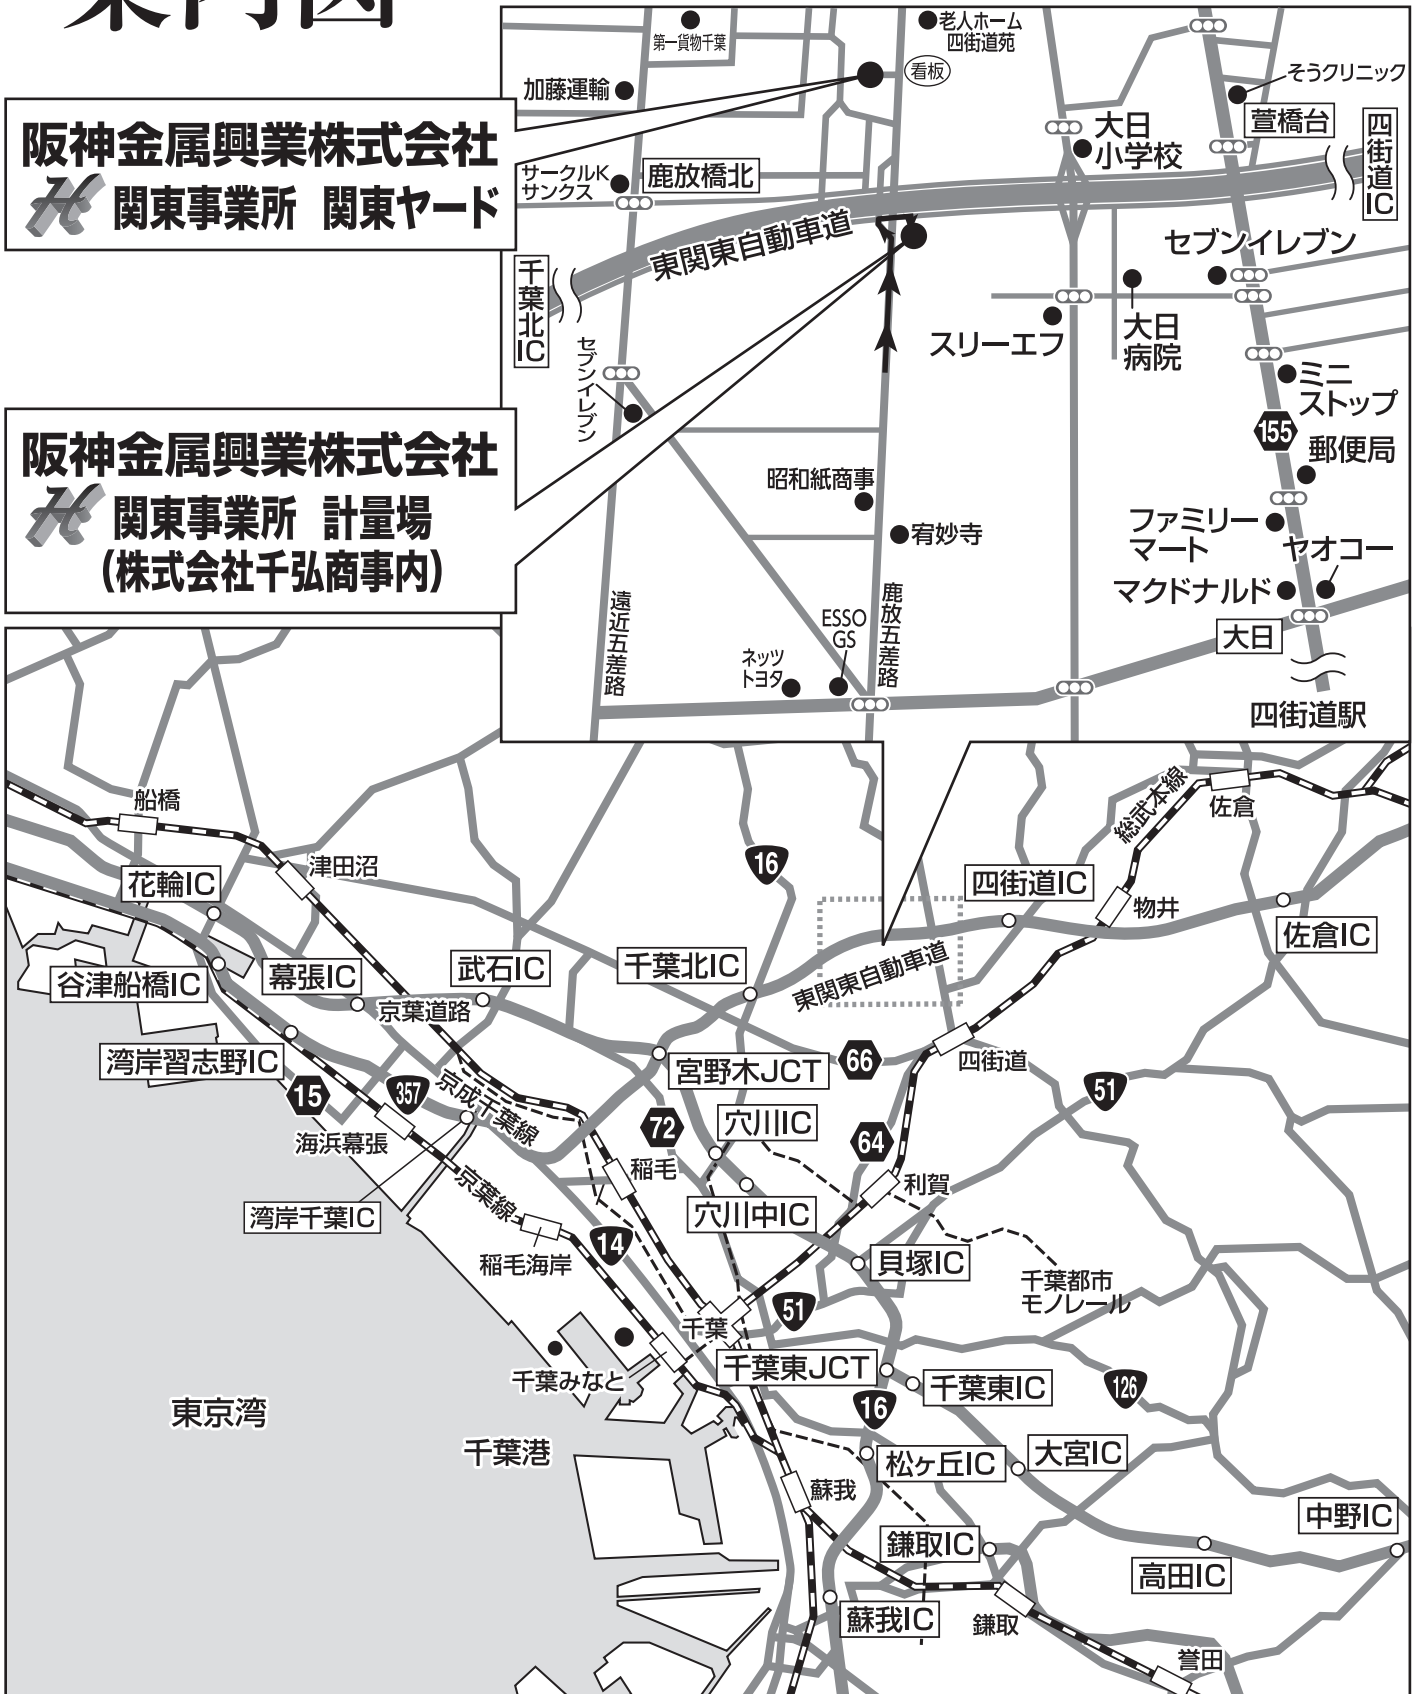 案内図
阪神金属興業株式会社
関東事業所 関東ヤード
阪神金属興業株式会社
関東事業所 計量場
(株式会社千弘商事内)
第一貨物千葉
老人ホーム
四街道苑
看板
加藤運輸
そうクリニック
萱橋台
大日
小学校
四街道IC
サークルK
サンクス
鹿放橋北
東関東自動車道
千葉北IC
セブンイレブン
セブンイレブン
スリーエフ
大日
病院
ミニ
ストップ
155
郵便局
昭和紙商事
宥妙寺
ファミリー
マート
ヤオコー
マクドナルド
遠近五差路
鹿放五差路
ESSO
GS
ネッツ
トヨタ
大日
四街道駅
船橋
津田沼
花輪IC
16
四街道IC
総武本線
佐倉
物井
佐倉IC
谷津船橋IC
幕張IC
武石IC
千葉北IC
東関東自動車道
京葉道路
湾岸習志野IC
15
357
京成千葉線
宮野木JCT
66
四街道
51
海浜幕張
72
穴川IC
64
稲毛
利賀
京葉線
湾岸千葉IC
穴川中IC
稲毛海岸
14
貝塚IC
千葉都市
モノレール
51
千葉
千葉東JCT
千葉みなと
千葉東IC
126
16
東京湾
千葉港
松ヶ丘IC
大宮IC
蘇我
中野IC
鎌取IC
高田IC
蘇我IC
鎌取
誉田